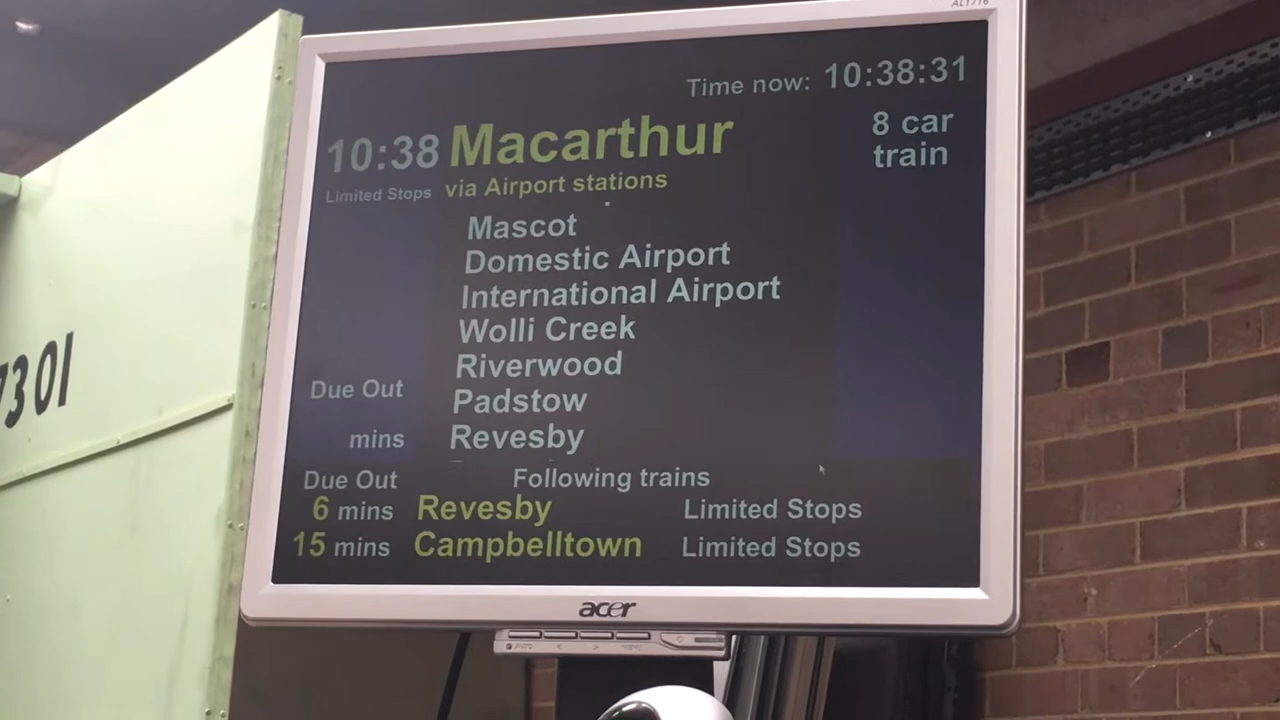 AL1716
Time now: 10:38:31
10:38 Macarthur
8 car
train
Limited Stops via Airport stations
Mascot
Domestic Airport
International Airport
Wolli Creek
Riverwood
Due Out
Padstow
mins
Revesby
Due Out Following trains
6 mins Revesby Limited Stops
15 mins Campbelltown Limited Stops
acer
AUTO
7301